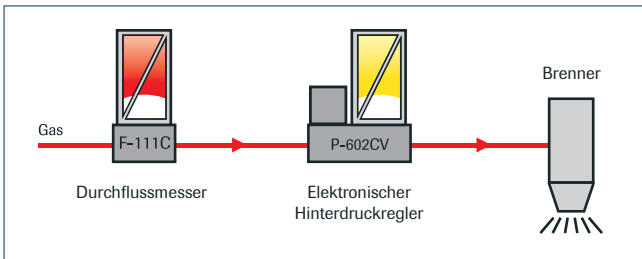 Gas
F-111C
Durchflussmesser
P-602CV
Elektronischer
Hinterdruckregler
Brenner